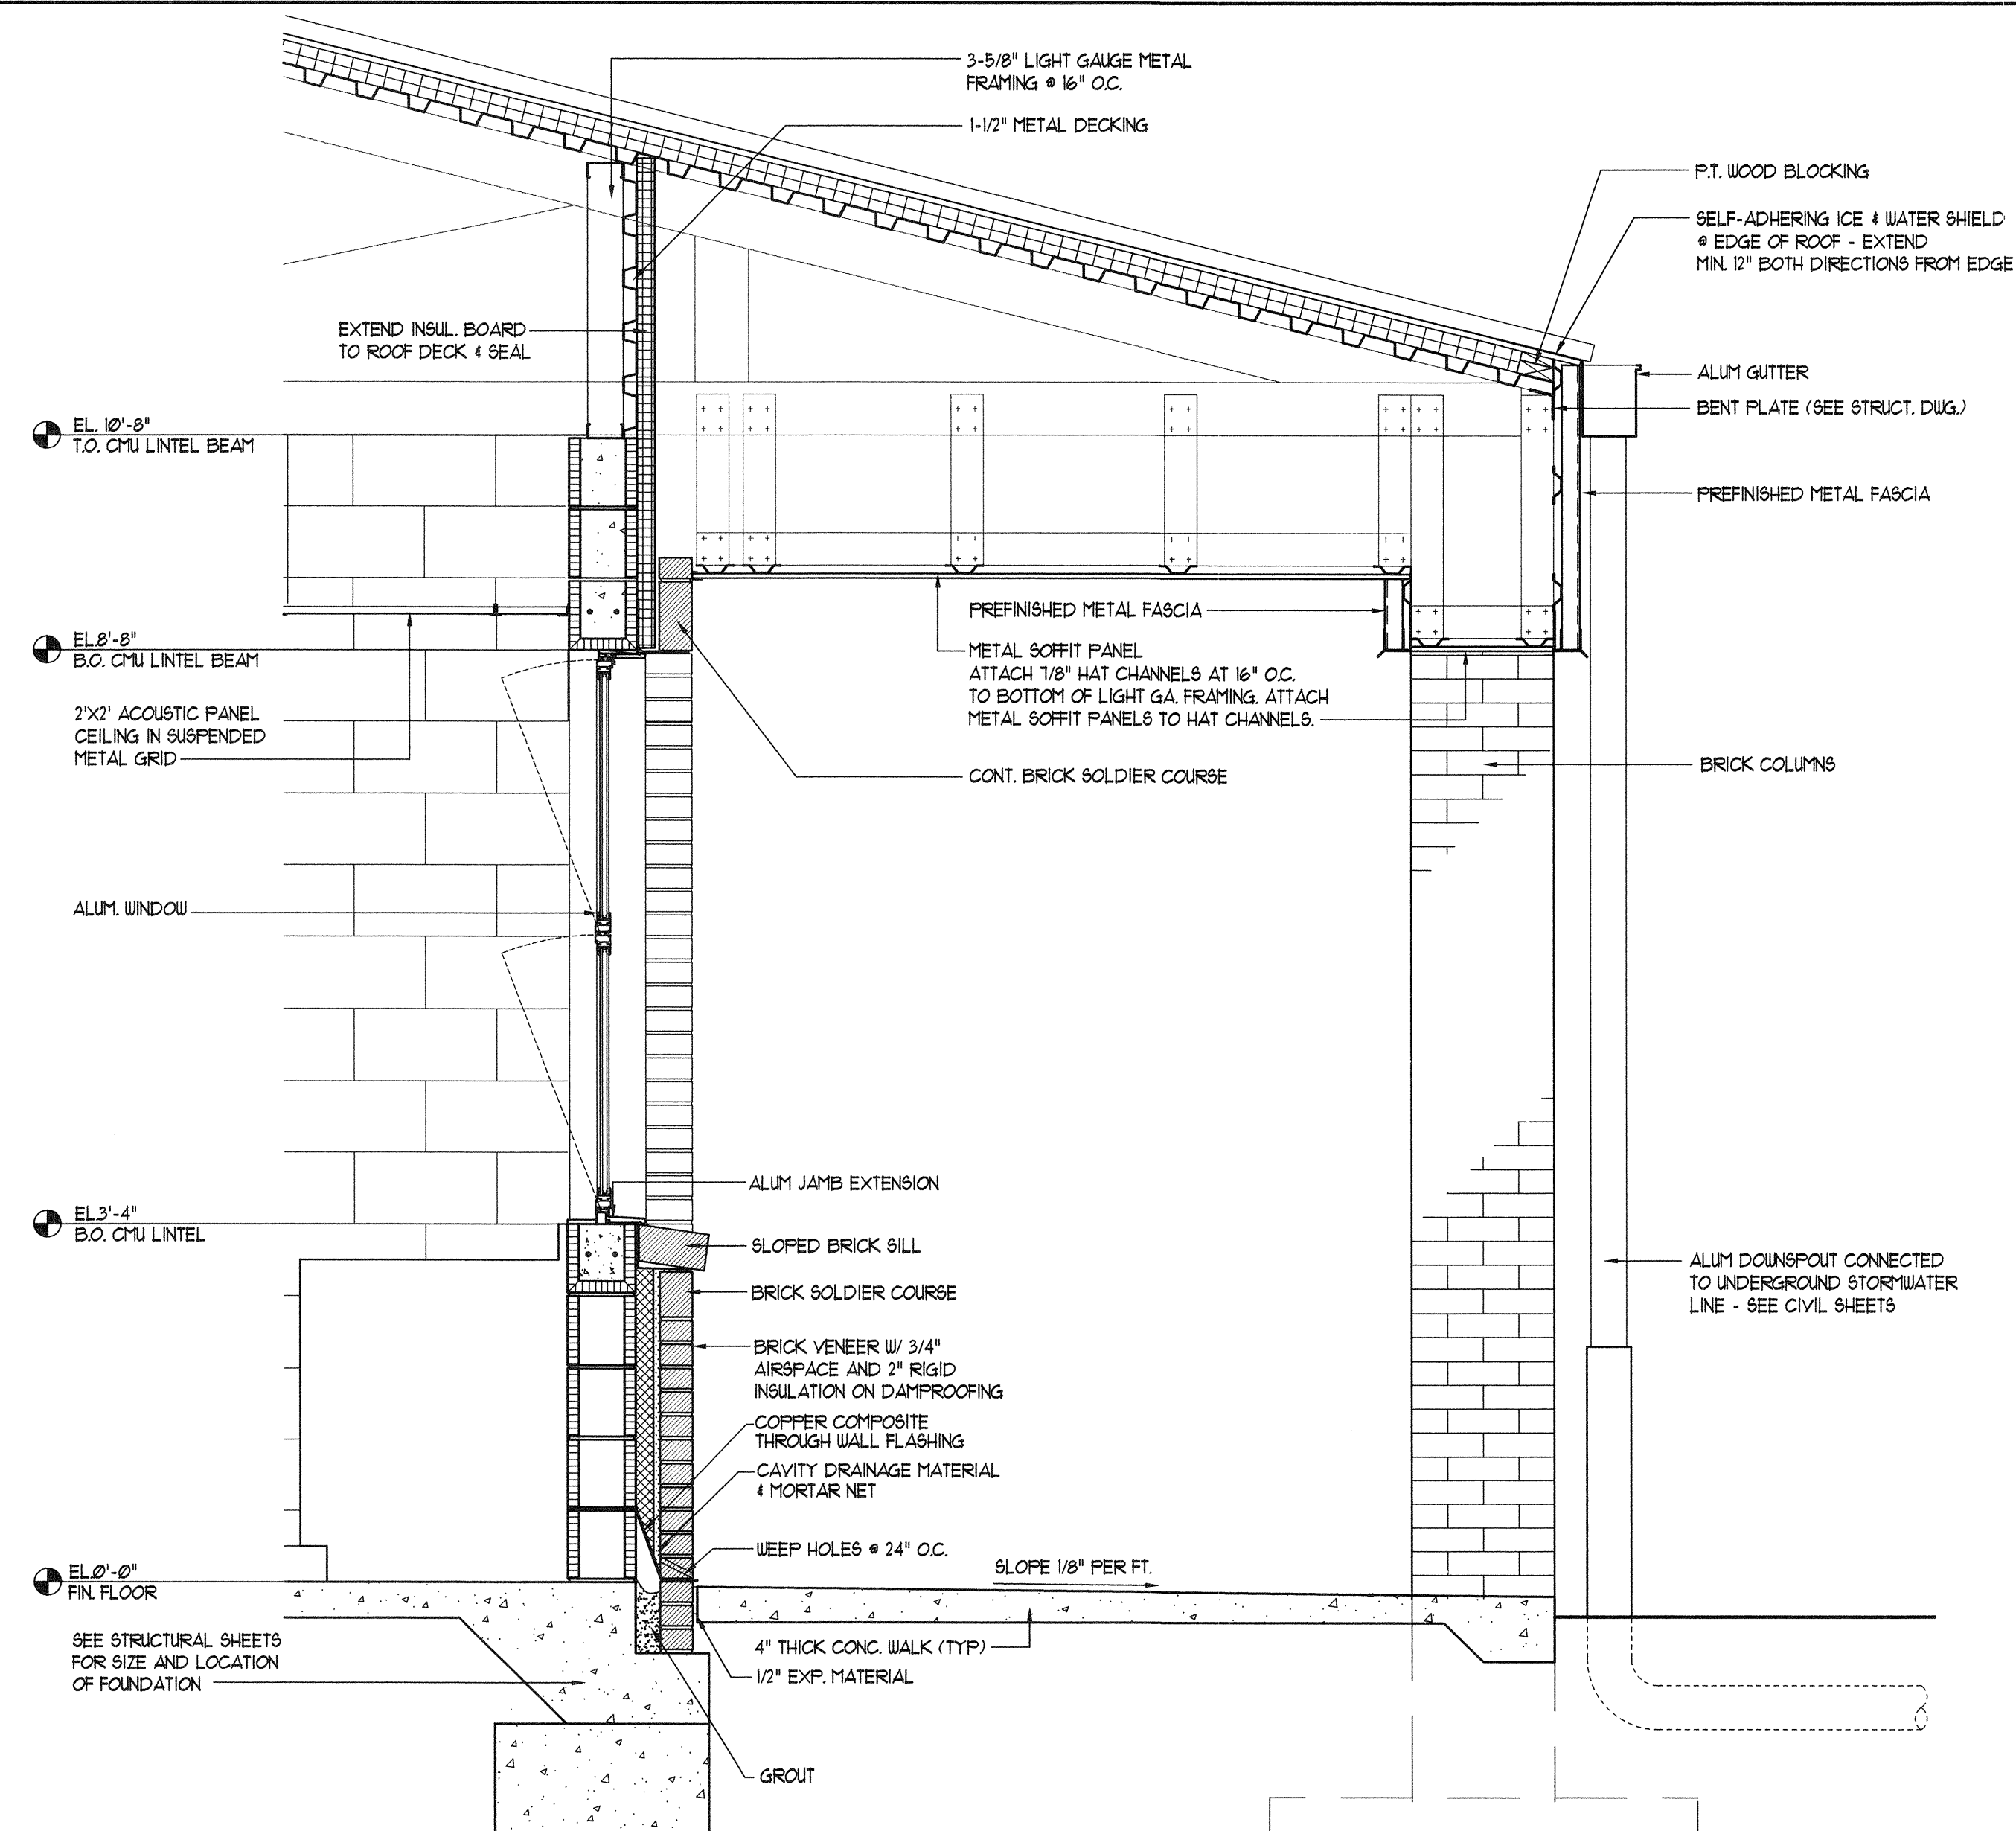 3-5/8" LIGHT GAUGE METAL
FRAMING @ 16" O.C.
1-1/2" METAL DECKING
P.T. WOOD BLOCKING
SELF-ADHERING ICE & WATER SHIELD
@ EDGE OF ROOF - EXTEND
MIN. 12" BOTH DIRECTIONS FROM EDGE
EXTEND INSUL. BOARD
TO ROOF DECK & SEAL
ALUM GUTTER
BENT PLATE (SEE STRUCT. DWG.)
EL. 10'-8"
T.O. CMU LINTEL BEAM
PREFINISHED METAL FASCIA
PREFINISHED METAL FASCIA
EL.8'-8"
B.O. CMU LINTEL BEAM
METAL SOFFIT PANEL
ATTACH 7/8" HAT CHANNELS AT 16" O.C.
TO BOTTOM OF LIGHT GA. FRAMING. ATTACH
METAL SOFFIT PANELS TO HAT CHANNELS.
2'X2' ACOUSTIC PANEL
CEILING IN SUSPENDED
METAL GRID
CONT. BRICK SOLDIER COURSE
BRICK COLUMNS
ALUM. WINDOW
ALUM JAMB EXTENSION
EL.3'-4"
B.O. CMU LINTEL
SLOPED BRICK SILL
BRICK SOLDIER COURSE
ALUM DOWNSPOUT CONNECTED
TO UNDERGROUND STORMWATER
LINE - SEE CIVIL SHEETS
BRICK VENEER W/ 3/4"
AIRSPACE AND 2" RIGID
INSULATION ON DAMPROOFING
COPPER COMPOSITE
THROUGH WALL FLASHING
CAVITY DRAINAGE MATERIAL
& MORTAR NET
WEEP HOLES @ 24" O.C.
SLOPE 1/8" PER FT.
EL.0'-0"
FIN. FLOOR
SEE STRUCTURAL SHEETS
FOR SIZE AND LOCATION
OF FOUNDATION
4" THICK CONC. WALK (TYP)
1/2" EXP. MATERIAL
GROUT